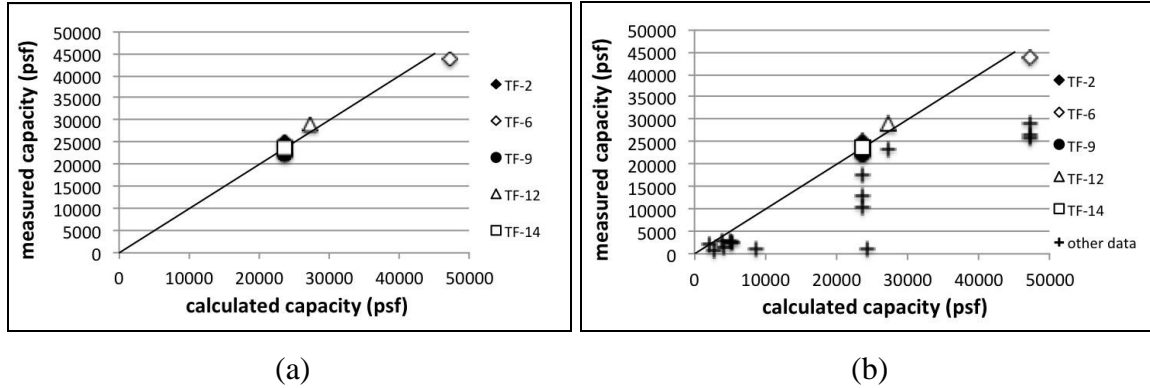 measured capacity (psf)
50000
45000
40000
35000
30000
25000
20000
15000
10000
5000
0
0 10000 20000 30000 40000 50000
calculated capacity (psf)
TF-2
TF-6
TF-9
TF-12
TF-14
(a)
measured capacity (psf)
50000
45000
40000
35000
30000
25000
20000
15000
10000
5000
0
0 10000 20000 30000 40000 50000
calculated capacity (psf)
TF-2
TF-6
TF-9
TF-12
TF-14
other data
(b)